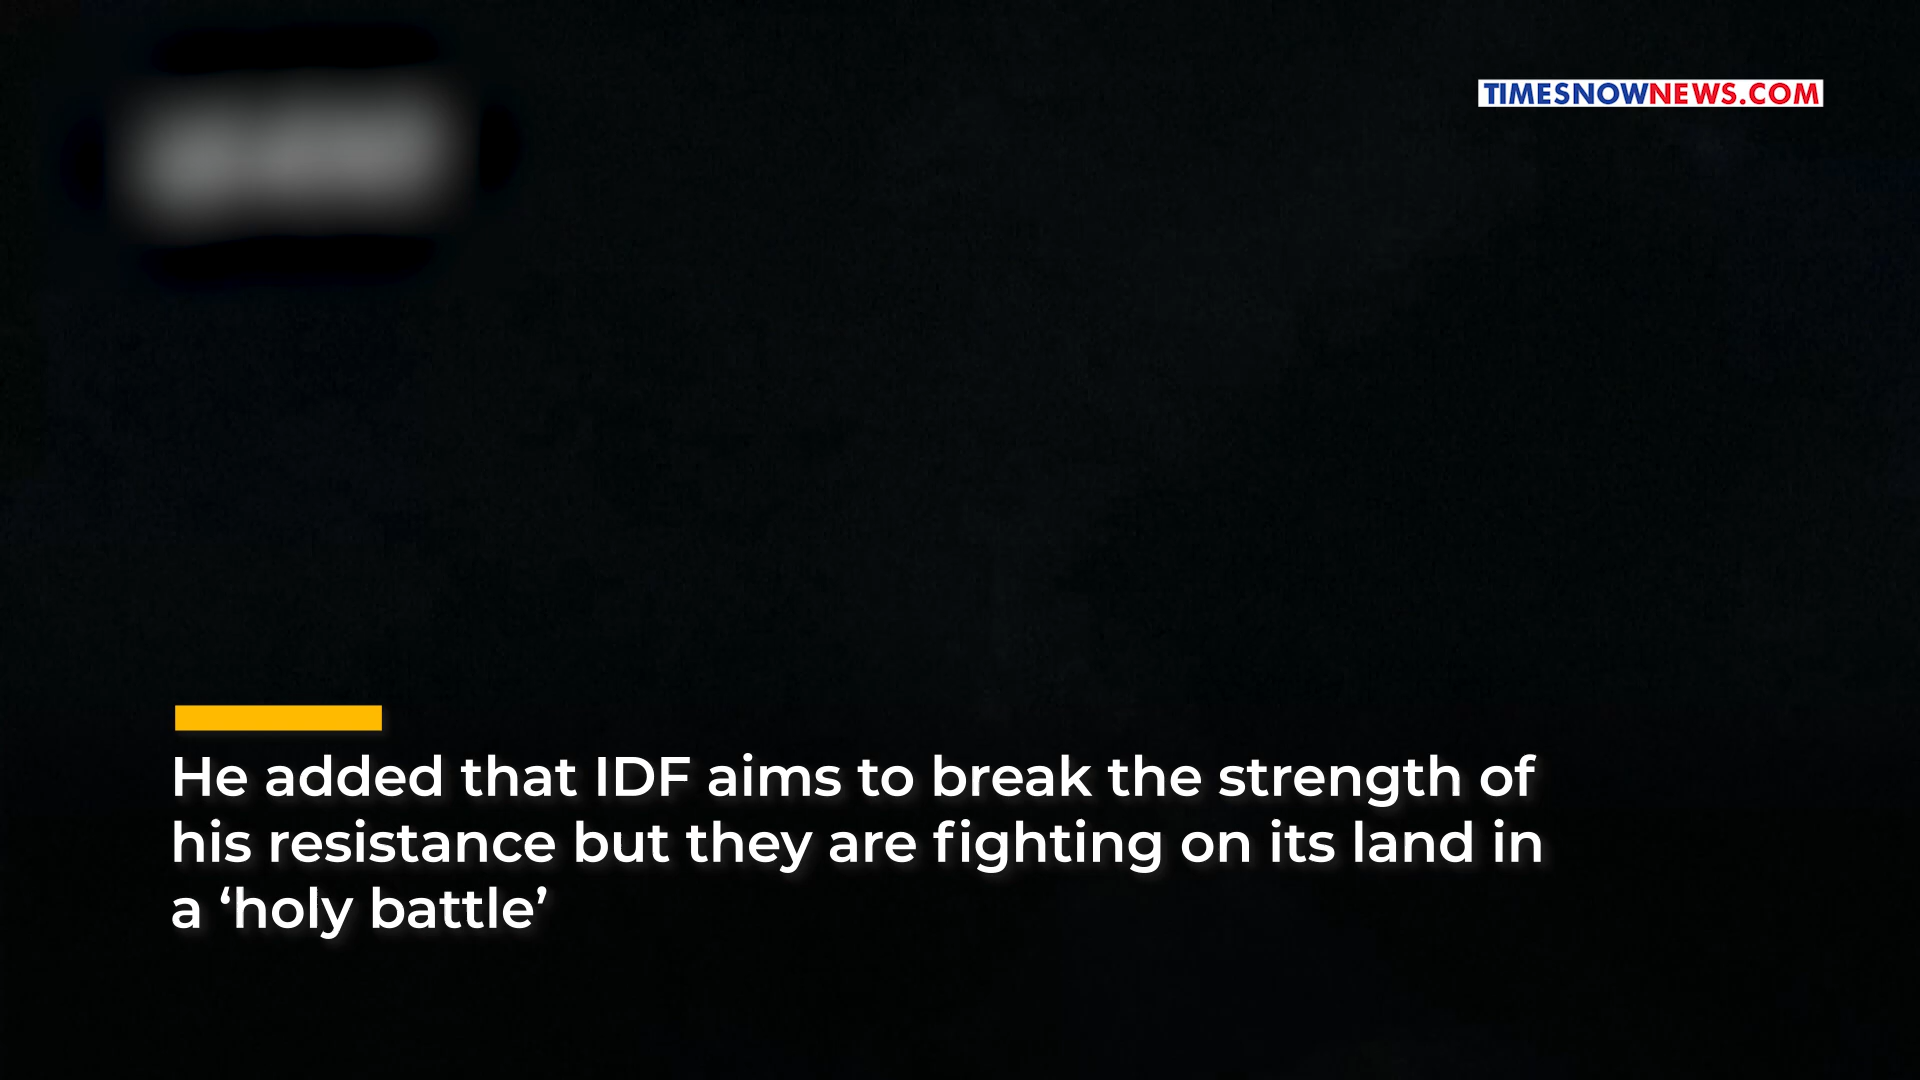 TIMESNOWNEWS.COM
He added that IDF aims to break the strength of
his resistance but they are fighting on its land in
a ‘holy battle’